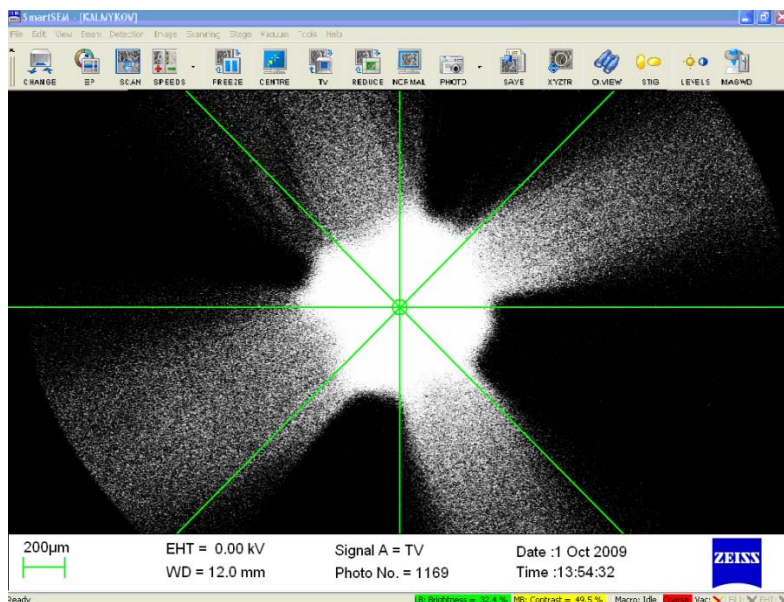 SmartSEM - [KALMYKOV]
File Edit View Beam Detection Image Scanning Stage Vacuum Tools Help
CHANGE SCAN SPEEDS FREEZE CENTRE TV REDUCE NORMAL PHOTO SAVE XYZTR STIG LEVELS MAGWD
200µm
EHT = 0.00 kV
Signal A = TV
Date :1 Oct 2009
WD = 12.0 mm
Photo No. = 1169
Time :13:54:32
ZEISS
Ready
Brightness = 32.4 % Contrast = 49.5 % Macro: Idle Vac: